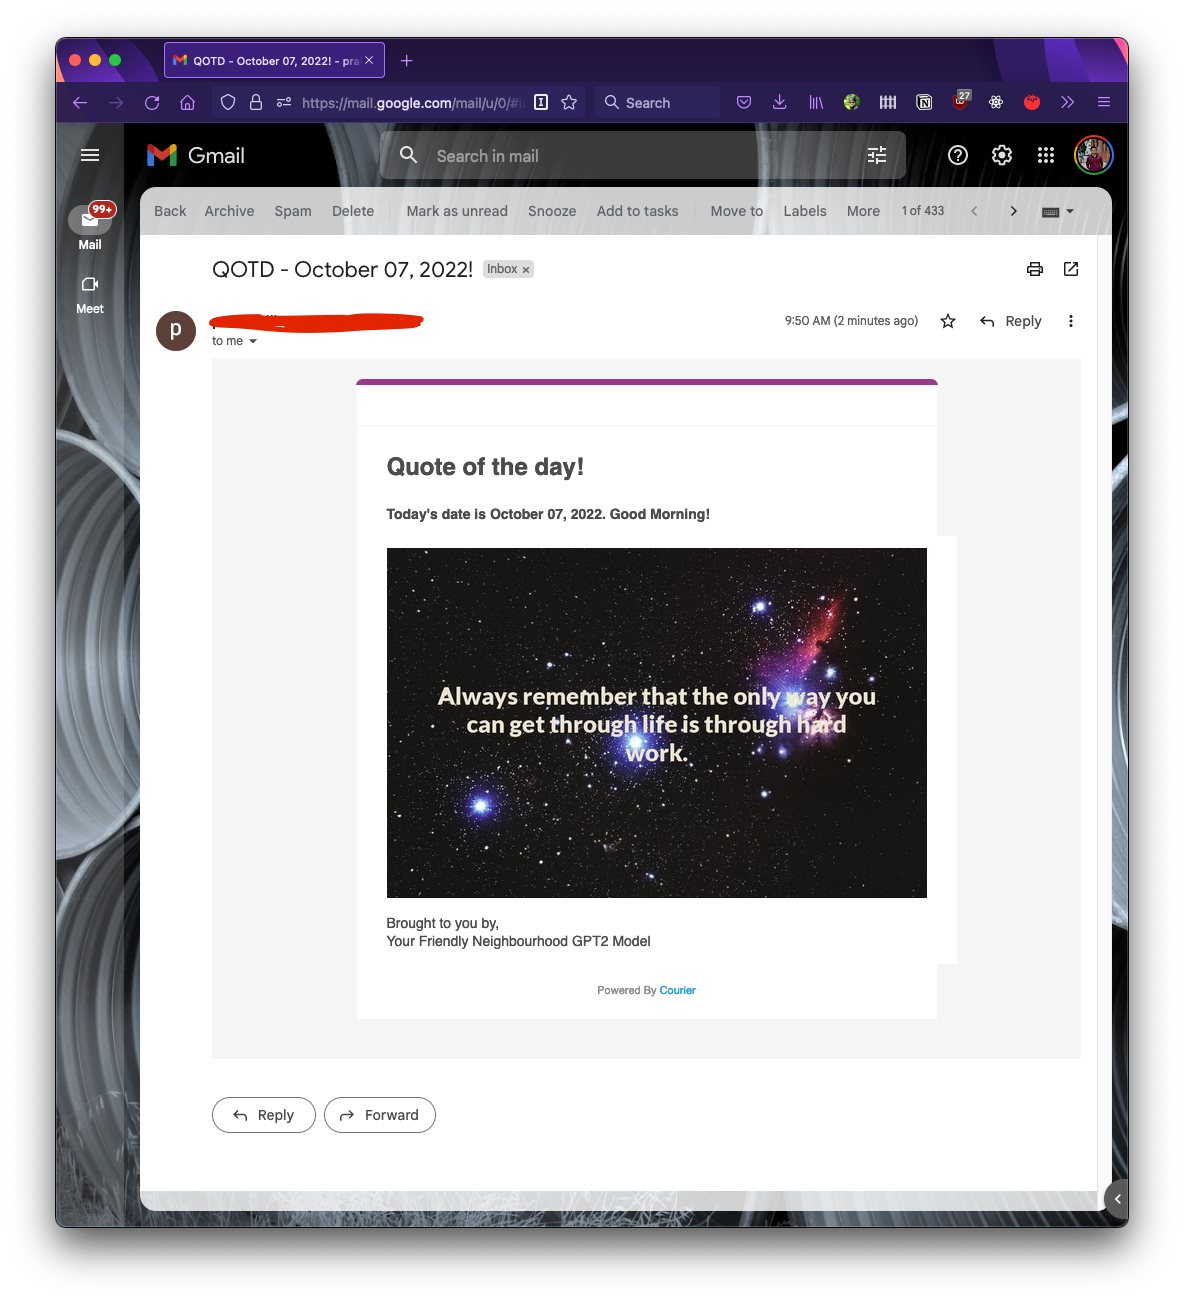 QOTD - October 07, 2022! - pra
https://mail.google.com/mail/u/0/#in
Search
27
Gmail
Search in mail
99+
Mail
Meet
Back Archive Spam Delete Mark as unread Snooze Add to tasks Move to Labels More 1 of 433
QOTD - October 07, 2022! Inbox ×
p
9:50 AM (2 minutes ago)
Reply
to me
Quote of the day!
Today's date is October 07, 2022. Good Morning!
Always remember that the only way you
can get through life is through hard
work.
Brought to you by,
Your Friendly Neighbourhood GPT2 Model
Powered By Courier
Reply
Forward